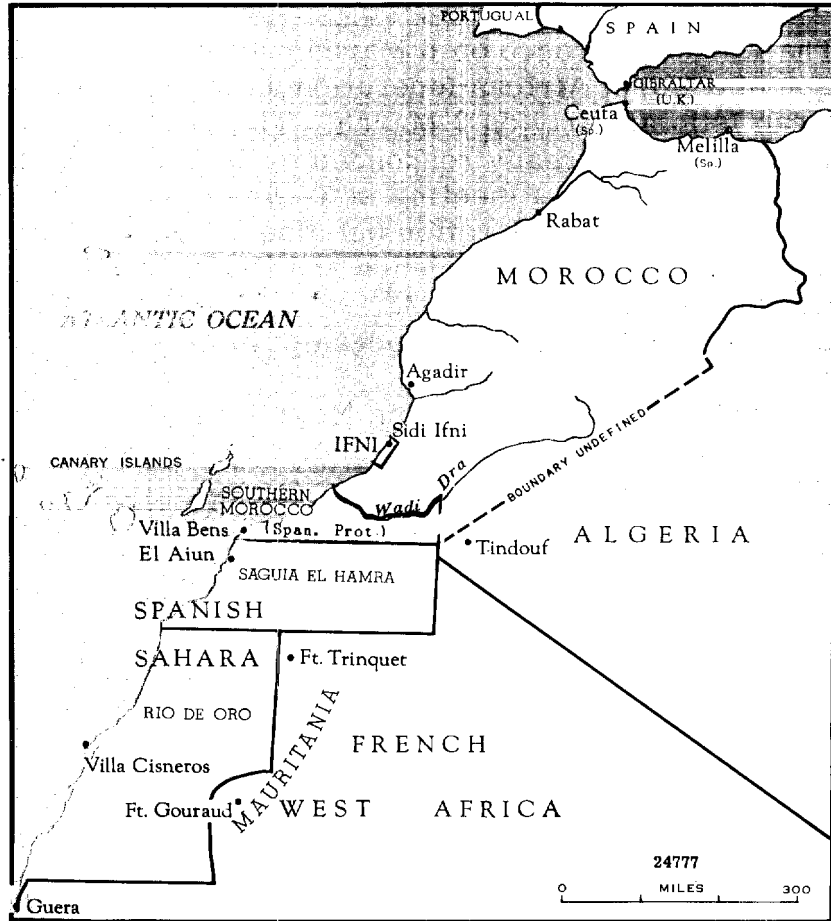 PORTUGUAL
SPAIN
GIBRALTAR
(U.K.)
Ceuta
(Sp.)
Melilla
(Sp.)
Rabat
MOROCCO
ATLANTIC OCEAN
Agadir
Sidi Ifni
IFNI
CANARY ISLANDS
SOUTHERN
MOROCCO
(Span. Prot.)
Wadi Dra
BOUNDARY UNDEFINED
Villa Bens
El Aiun
Tindouf
ALGERIA
SAGUIA EL HAMRA
SPANISH
SAHARA
Ft. Trinquet
RIO DE ORO
MAURITANIA
FRENCH
Villa Cisneros
Ft. Gouraud
WEST AFRICA
24777
0 MILES 300
Guera